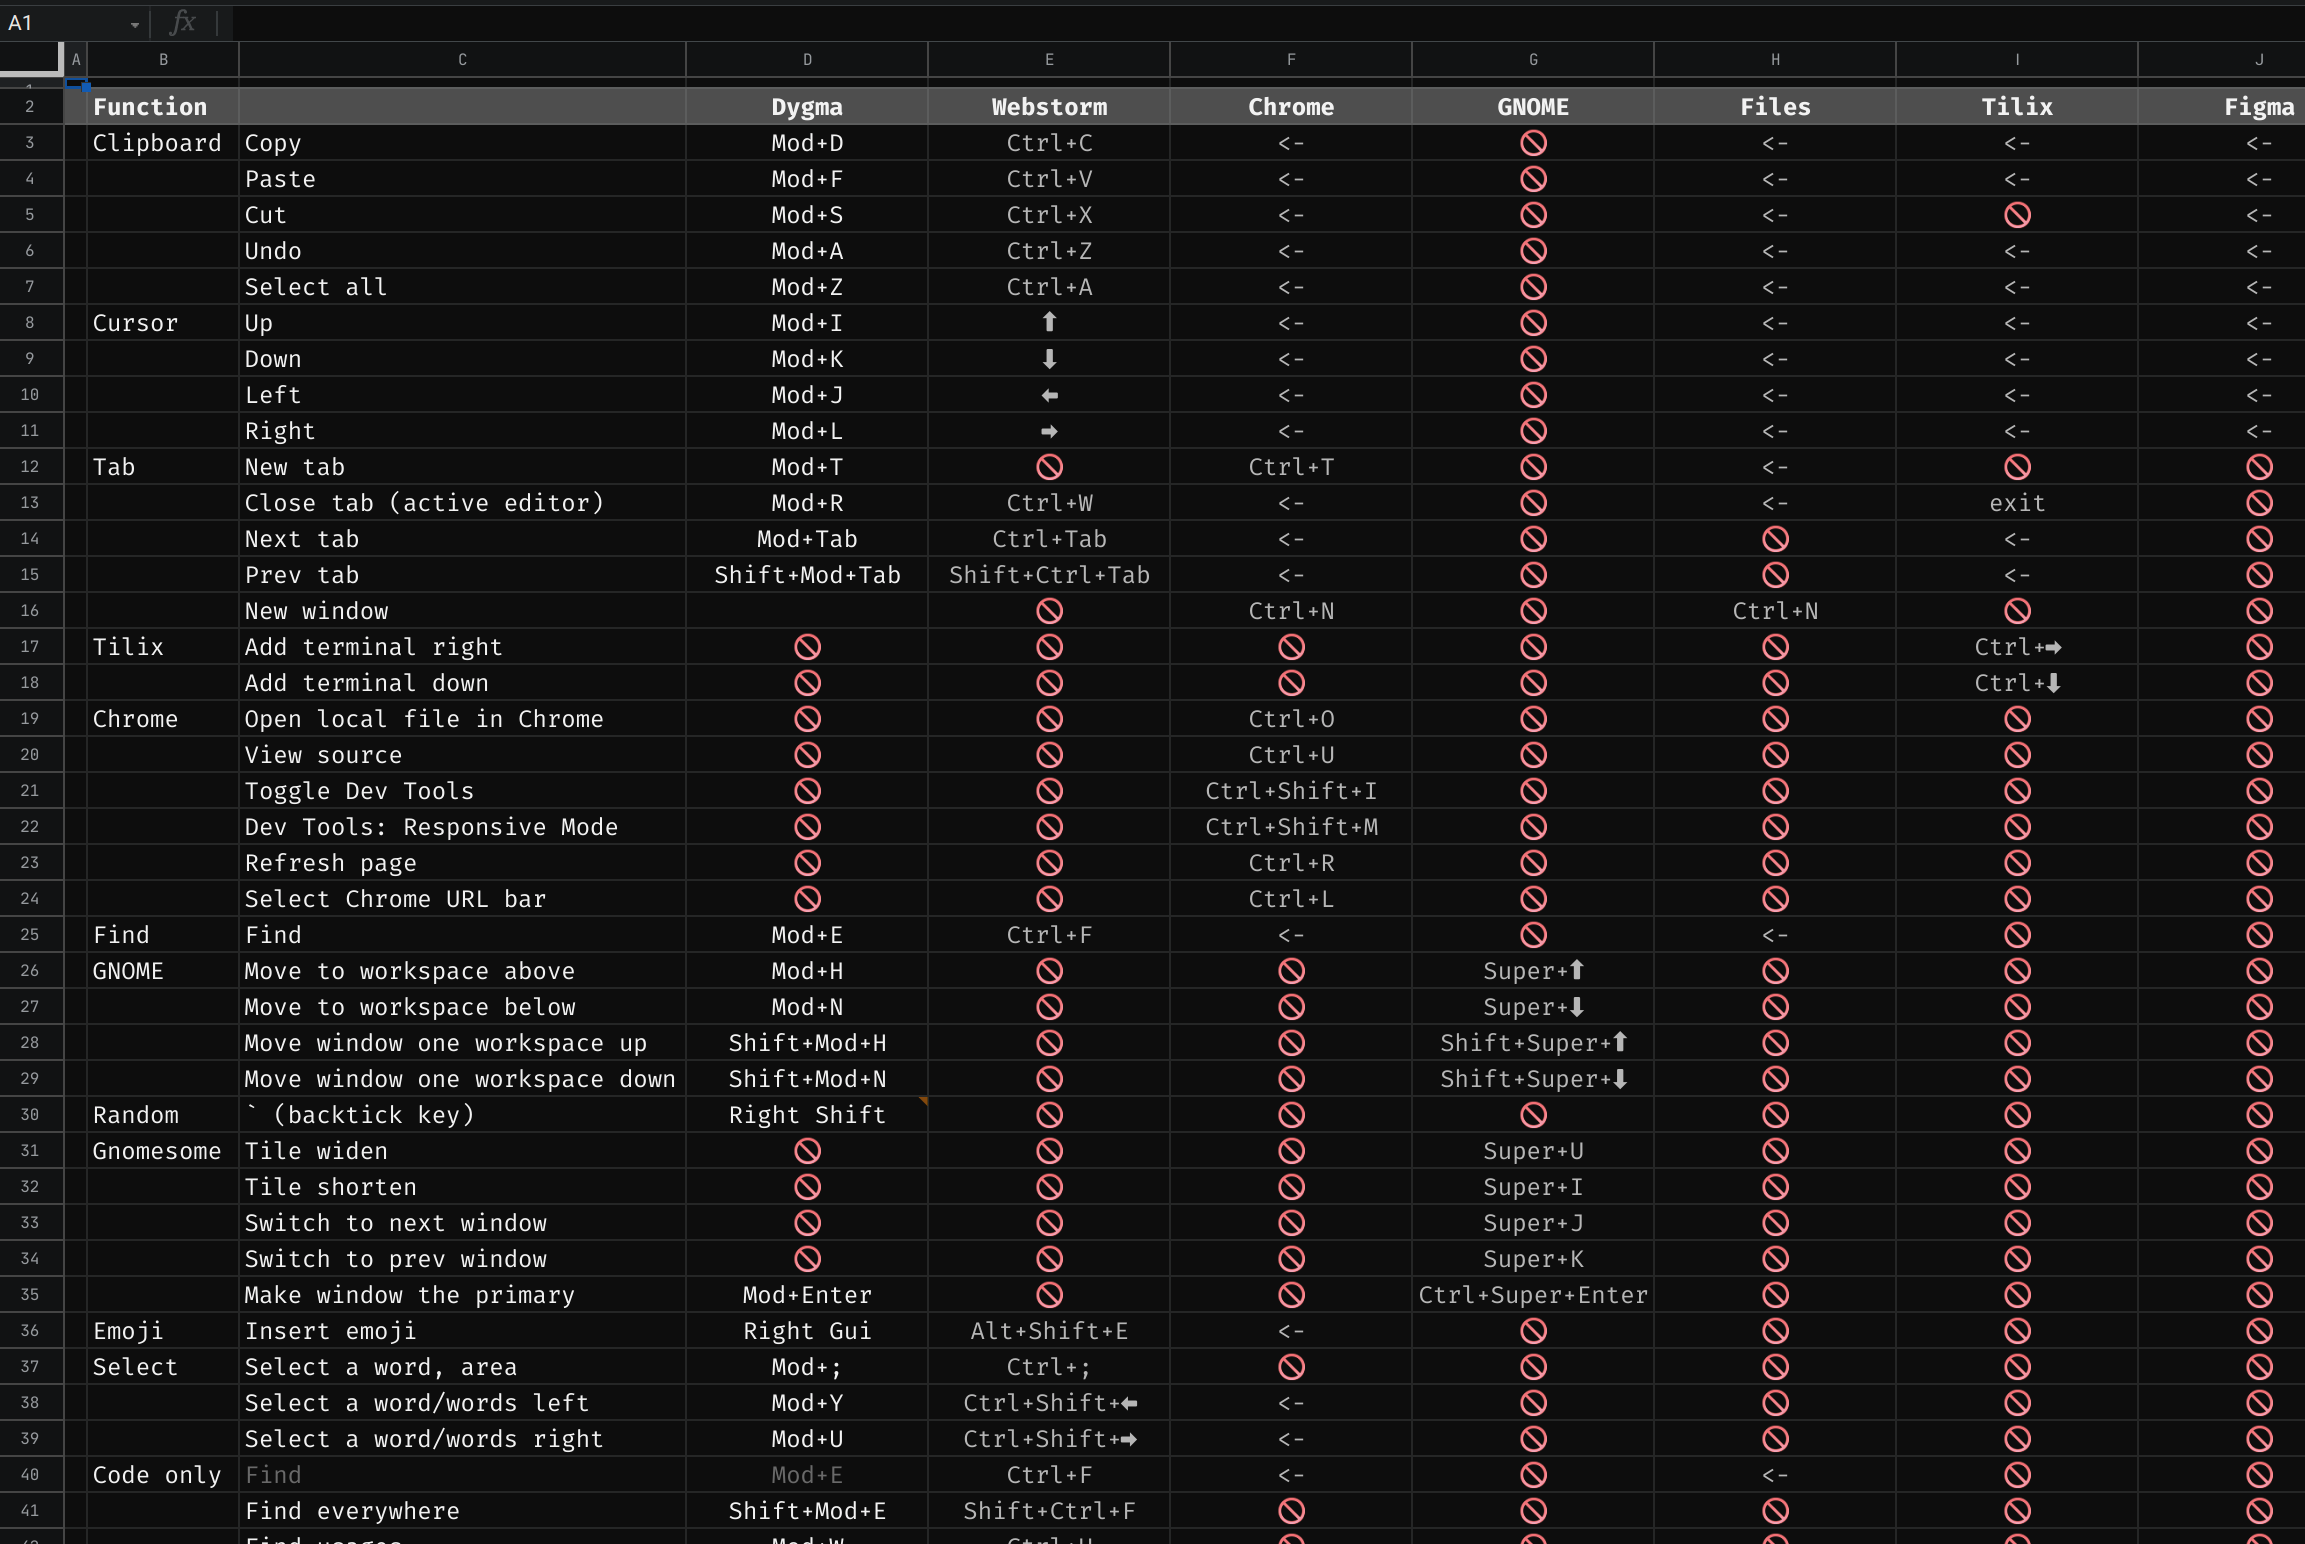 A1 fx
A B C D E F G H I J
1
2 Function Dygma Webstorm Chrome GNOME Files Tilix Figma
3 Clipboard Copy Mod+D Ctrl+C <- 🚫 <- <- <-
4 Paste Mod+F Ctrl+V <- 🚫 <- <- <-
5 Cut Mod+S Ctrl+X <- 🚫 <- 🚫 <-
6 Undo Mod+A Ctrl+Z <- 🚫 <- <- <-
7 Select all Mod+Z Ctrl+A <- 🚫 <- <- <-
8 Cursor Up Mod+I ⬆ <- 🚫 <- <- <-
9 Down Mod+K ⬇ <- 🚫 <- <- <-
10 Left Mod+J ⬅ <- 🚫 <- <- <-
11 Right Mod+L ➡ <- 🚫 <- <- <-
12 Tab New tab Mod+T 🚫 Ctrl+T 🚫 <- 🚫 🚫
13 Close tab (active editor) Mod+R Ctrl+W <- 🚫 <- exit 🚫
14 Next tab Mod+Tab Ctrl+Tab <- 🚫 🚫 <- 🚫
15 Prev tab Shift+Mod+Tab Shift+Ctrl+Tab <- 🚫 🚫 <- 🚫
16 New window 🚫 Ctrl+N 🚫 Ctrl+N 🚫 🚫
17 Tilix Add terminal right 🚫 🚫 🚫 🚫 🚫 Ctrl+➡ 🚫
18 Add terminal down 🚫 🚫 🚫 🚫 🚫 Ctrl+⬇ 🚫
19 Chrome Open local file in Chrome 🚫 🚫 Ctrl+O 🚫 🚫 🚫 🚫
20 View source 🚫 🚫 Ctrl+U 🚫 🚫 🚫 🚫
21 Toggle Dev Tools 🚫 🚫 Ctrl+Shift+I 🚫 🚫 🚫 🚫
22 Dev Tools: Responsive Mode 🚫 🚫 Ctrl+Shift+M 🚫 🚫 🚫 🚫
23 Refresh page 🚫 🚫 Ctrl+R 🚫 🚫 🚫 🚫
24 Select Chrome URL bar 🚫 🚫 Ctrl+L 🚫 🚫 🚫 🚫
25 Find Find Mod+E Ctrl+F <- 🚫 <- 🚫 🚫
26 GNOME Move to workspace above Mod+H 🚫 🚫 Super+⬆ 🚫 🚫 🚫
27 Move to workspace below Mod+N 🚫 🚫 Super+⬇ 🚫 🚫 🚫
28 Move window one workspace up Shift+Mod+H 🚫 🚫 Shift+Super+⬆ 🚫 🚫 🚫
29 Move window one workspace down Shift+Mod+N 🚫 🚫 Shift+Super+⬇ 🚫 🚫 🚫
30 Random ` (backtick key) Right Shift 🚫 🚫 🚫 🚫 🚫 🚫
31 Gnomesome Tile widen 🚫 🚫 🚫 Super+U 🚫 🚫 🚫
32 Tile shorten 🚫 🚫 🚫 Super+I 🚫 🚫 🚫
33 Switch to next window 🚫 🚫 🚫 Super+J 🚫 🚫 🚫
34 Switch to prev window 🚫 🚫 🚫 Super+K 🚫 🚫 🚫
35 Make window the primary Mod+Enter 🚫 🚫 Ctrl+Super+Enter 🚫 🚫 🚫
36 Emoji Insert emoji Right Gui Alt+Shift+E <- 🚫 🚫 🚫 🚫
37 Select Select a word, area Mod+; Ctrl+; 🚫 🚫 🚫 🚫 🚫
38 Select a word/words left Mod+Y Ctrl+Shift+⬅ <- 🚫 🚫 🚫 🚫
39 Select a word/words right Mod+U Ctrl+Shift+➡ <- 🚫 🚫 🚫 🚫
40 Code only Find Mod+E Ctrl+F <- 🚫 <- 🚫 🚫
41 Find everywhere Shift+Mod+E Shift+Ctrl+F 🚫 🚫 🚫 🚫 🚫